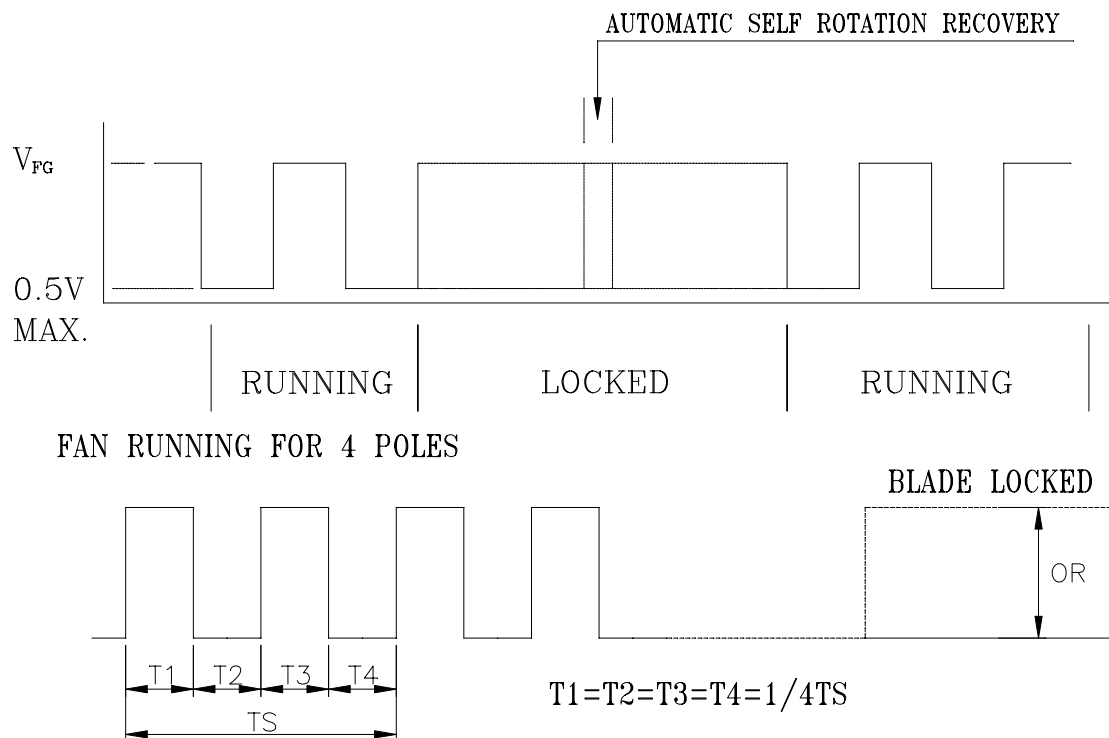 AUTOMATIC SELF ROTATION RECOVERY
VFG
0.5V
MAX.
RUNNING
LOCKED
RUNNING
FAN RUNNING FOR 4 POLES
BLADE LOCKED
OR
T1
T2
T3
T4
T1=T2=T3=T4=1/4TS
TS